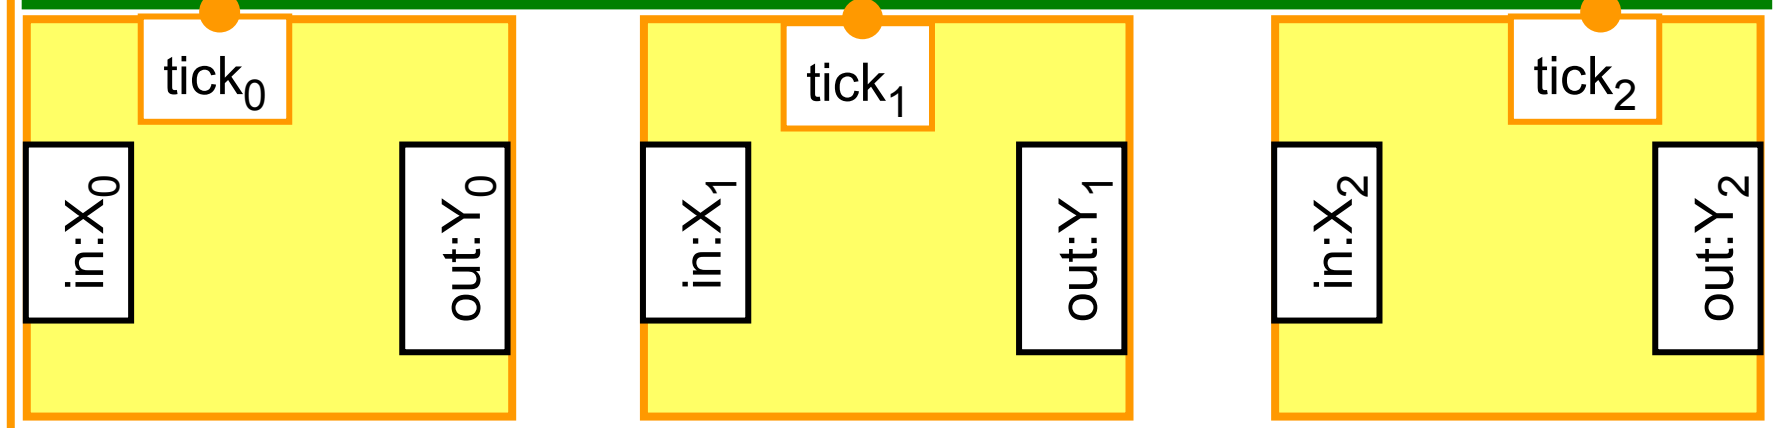 tick₀
in:X₀
out:Y₀
tick₁
in:X₁
out:Y₁
tick₂
in:X₂
out:Y₂